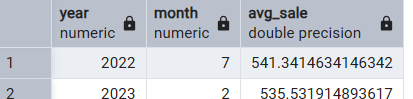 year month avg_sale
numeric numeric double precision
1 2022 7 541.3414634146342
2 2023 2 535.531914893617